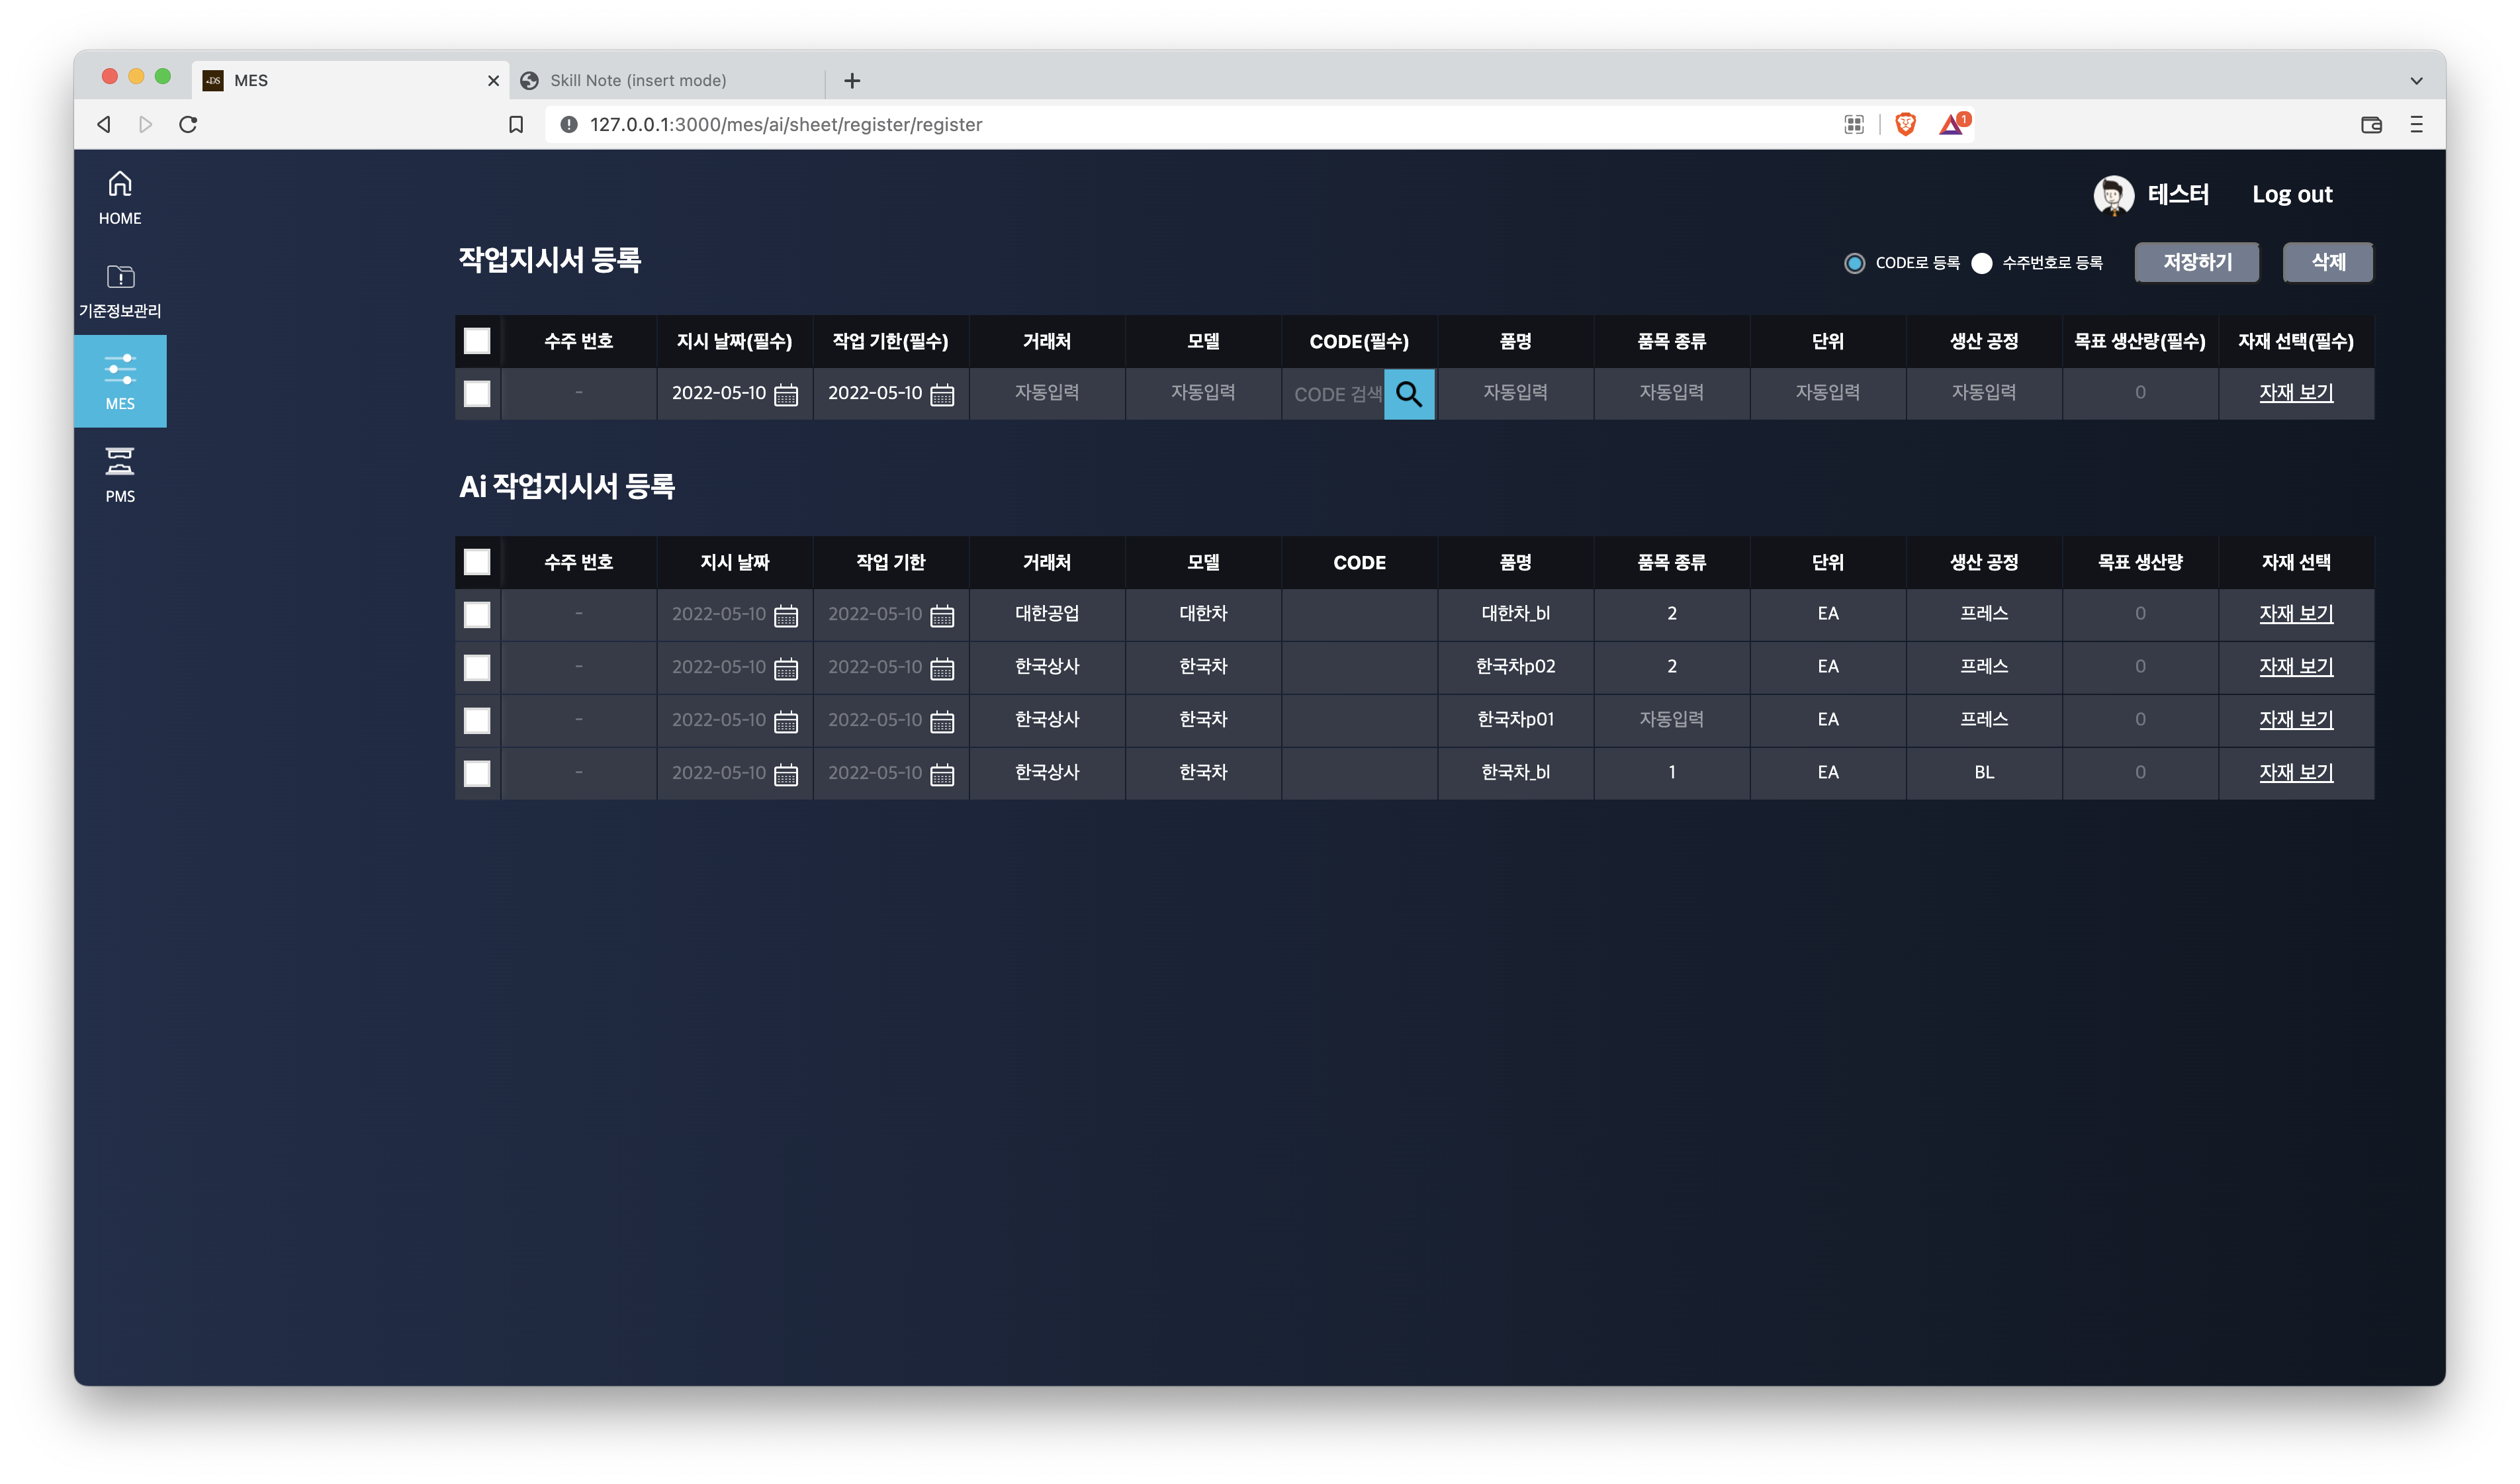 MES
Skill Note (insert mode)
127.0.0.1:3000/mes/ai/sheet/register/register
1
HOME
기준정보관리
MES
PMS
테스터 Log out
작업지시서 등록
CODE로 등록 수주번호로 등록 저장하기 삭제
수주 번호 지시 날짜(필수) 작업 기한(필수) 거래처 모델 CODE(필수) 품명 품목 종류 단위 생산 공정 목표 생산량(필수) 자재 선택(필수)
- 2022-05-10 2022-05-10 자동입력 자동입력 CODE 검색 자동입력 자동입력 자동입력 자동입력 0 자재 보기
Ai 작업지시서 등록
수주 번호 지시 날짜 작업 기한 거래처 모델 CODE 품명 품목 종류 단위 생산 공정 목표 생산량 자재 선택
- 2022-05-10 2022-05-10 대한공업 대한차 대한차_bl 2 EA 프레스 0 자재 보기
- 2022-05-10 2022-05-10 한국상사 한국차 한국차p02 2 EA 프레스 0 자재 보기
- 2022-05-10 2022-05-10 한국상사 한국차 한국차p01 자동입력 EA 프레스 0 자재 보기
- 2022-05-10 2022-05-10 한국상사 한국차 한국차_bl 1 EA BL 0 자재 보기